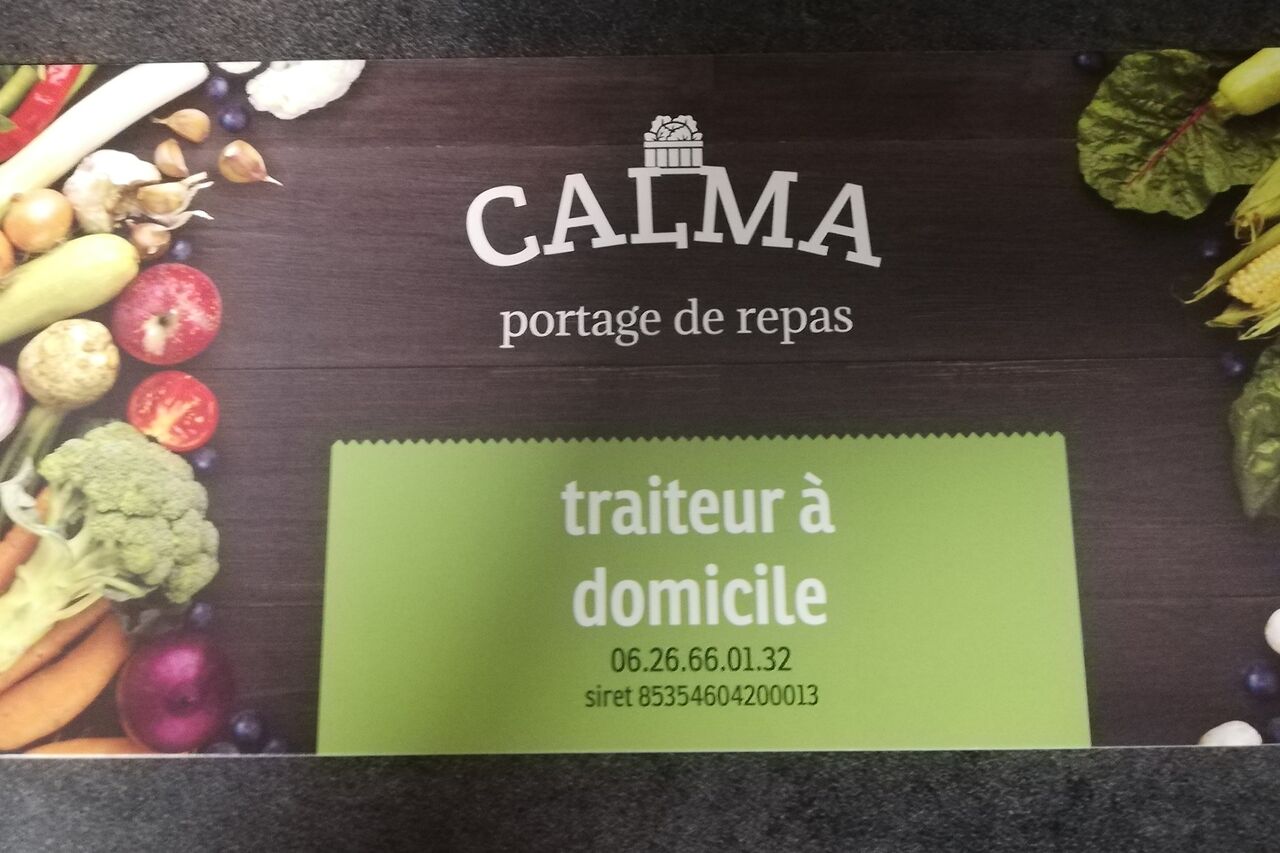 CALMA
portage de repas
traiteur à
domicile
06.26.66.01.32
siret 85354604200013